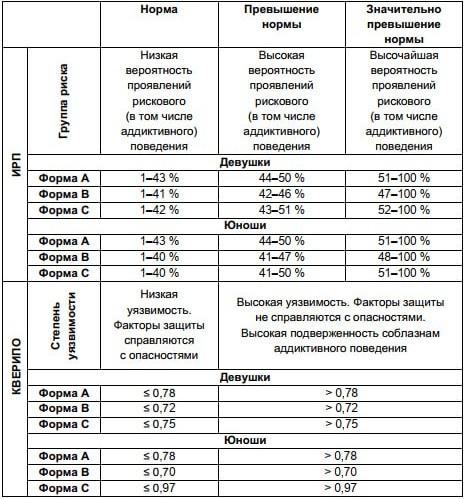 Норма Превышение нормы Значительно превышение нормы
ИРП
Группа риска
Низкая вероятность проявлений рискового (в том числе аддиктивного) поведения
Высокая вероятность проявлений рискового (в том числе аддиктивного) поведения
Высочайшая вероятность проявлений рискового (в том числе аддиктивного) поведения
Девушки
Форма А 1–43 % 44–50 % 51–100 %
Форма В 1–41 % 42–46 % 47–100 %
Форма С 1–42 % 43–51 % 52–100 %
Юноши
Форма А 1–43 % 44–50 % 51–100 %
Форма В 1–40 % 41–47 % 48–100 %
Форма С 1–40 % 41–50 % 51–100 %
КВЕРИПО
Степень уязвимости
Низкая уязвимость. Факторы защиты справляются с опасностями
Высокая уязвимость. Факторы защиты не справляются с опасностями. Высокая подверженность соблазнам аддиктивного поведения
Девушки
Форма А ≤ 0,78 > 0,78
Форма В ≤ 0,72 > 0,72
Форма С ≤ 0,75 > 0,75
Юноши
Форма А ≤ 0,78 > 0,78
Форма В ≤ 0,70 > 0,70
Форма С ≤ 0,97 > 0,97